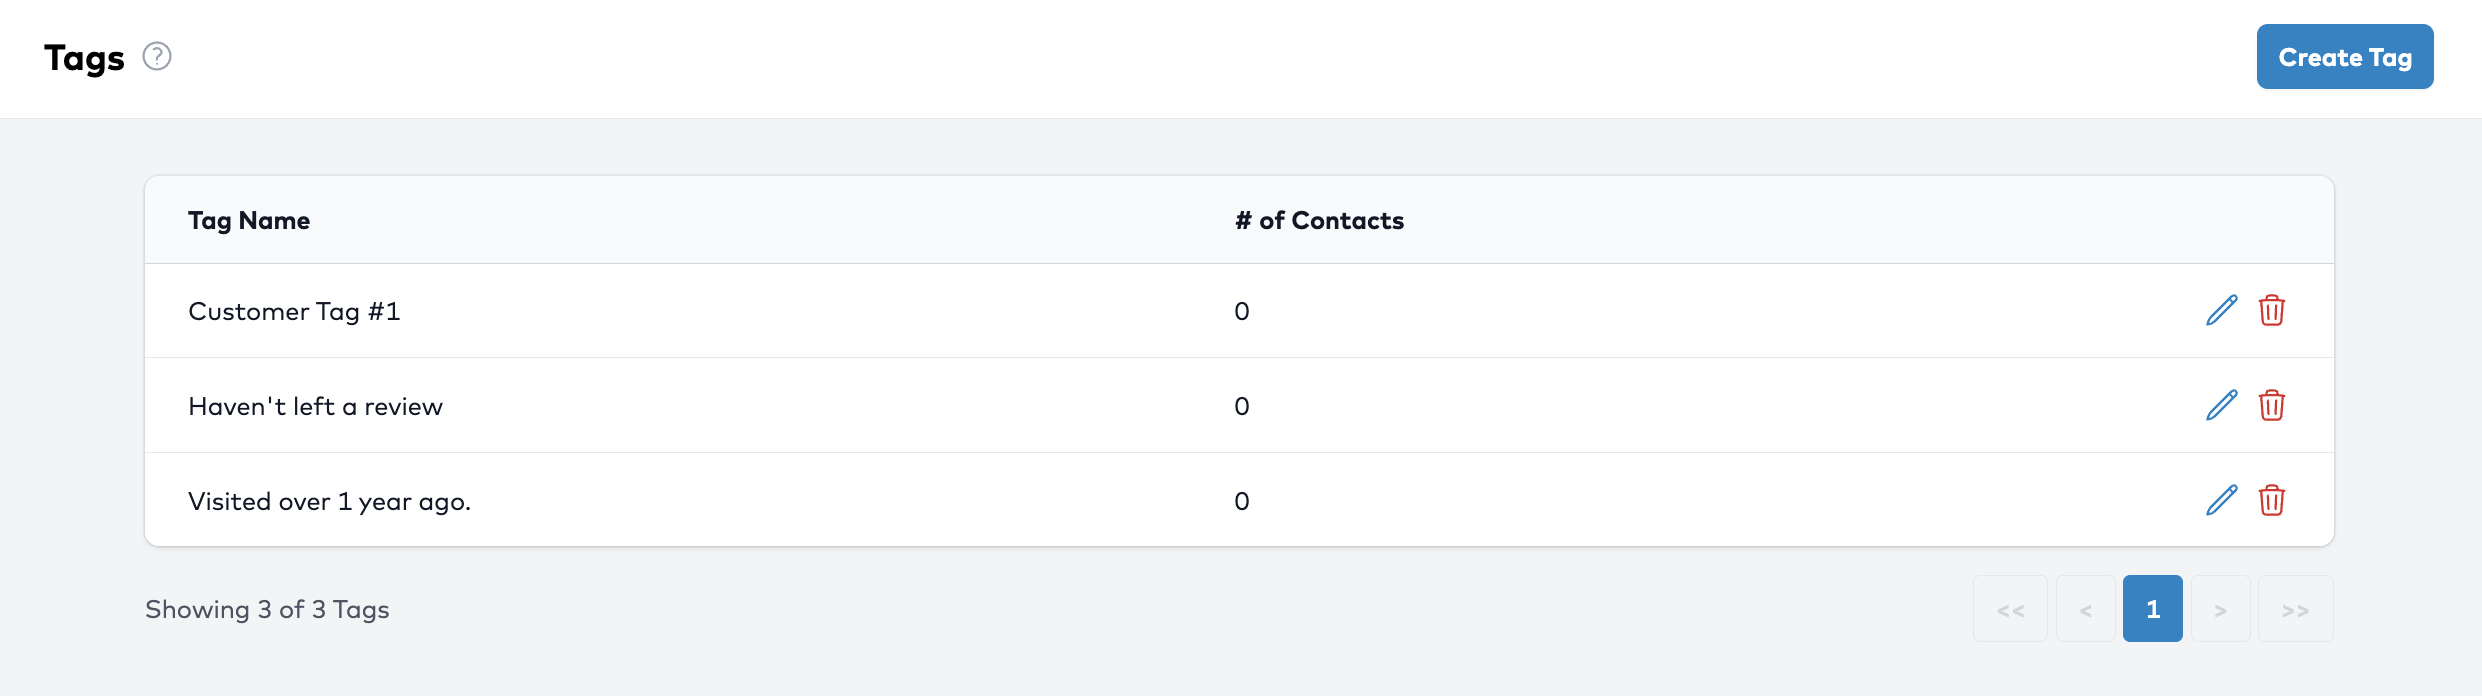 Tags ?
Create Tag
Tag Name # of Contacts
Customer Tag #1 0
Haven't left a review 0
Visited over 1 year ago. 0
Showing 3 of 3 Tags
<< < 1 > >>